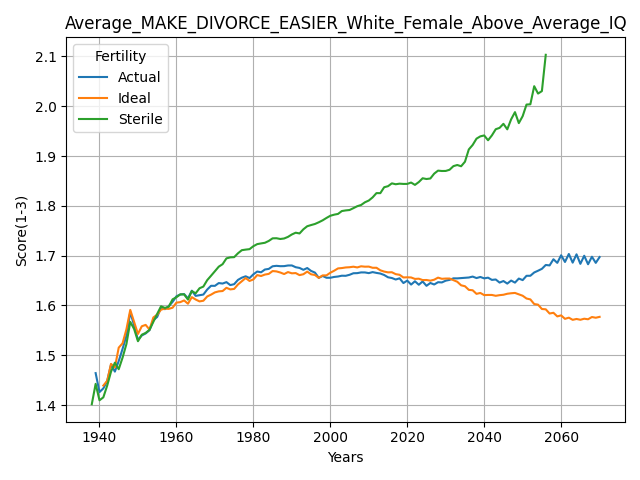 Average_MAKE_DIVORCE_EASIER_White_Female_Above_Average_IQ
Fertility
Actual
Ideal
Sterile
2.1
2.0
1.9
1.8
1.7
1.6
1.5
1.4
Score(1-3)
1940 1960 1980 2000 2020 2040 2060
Years